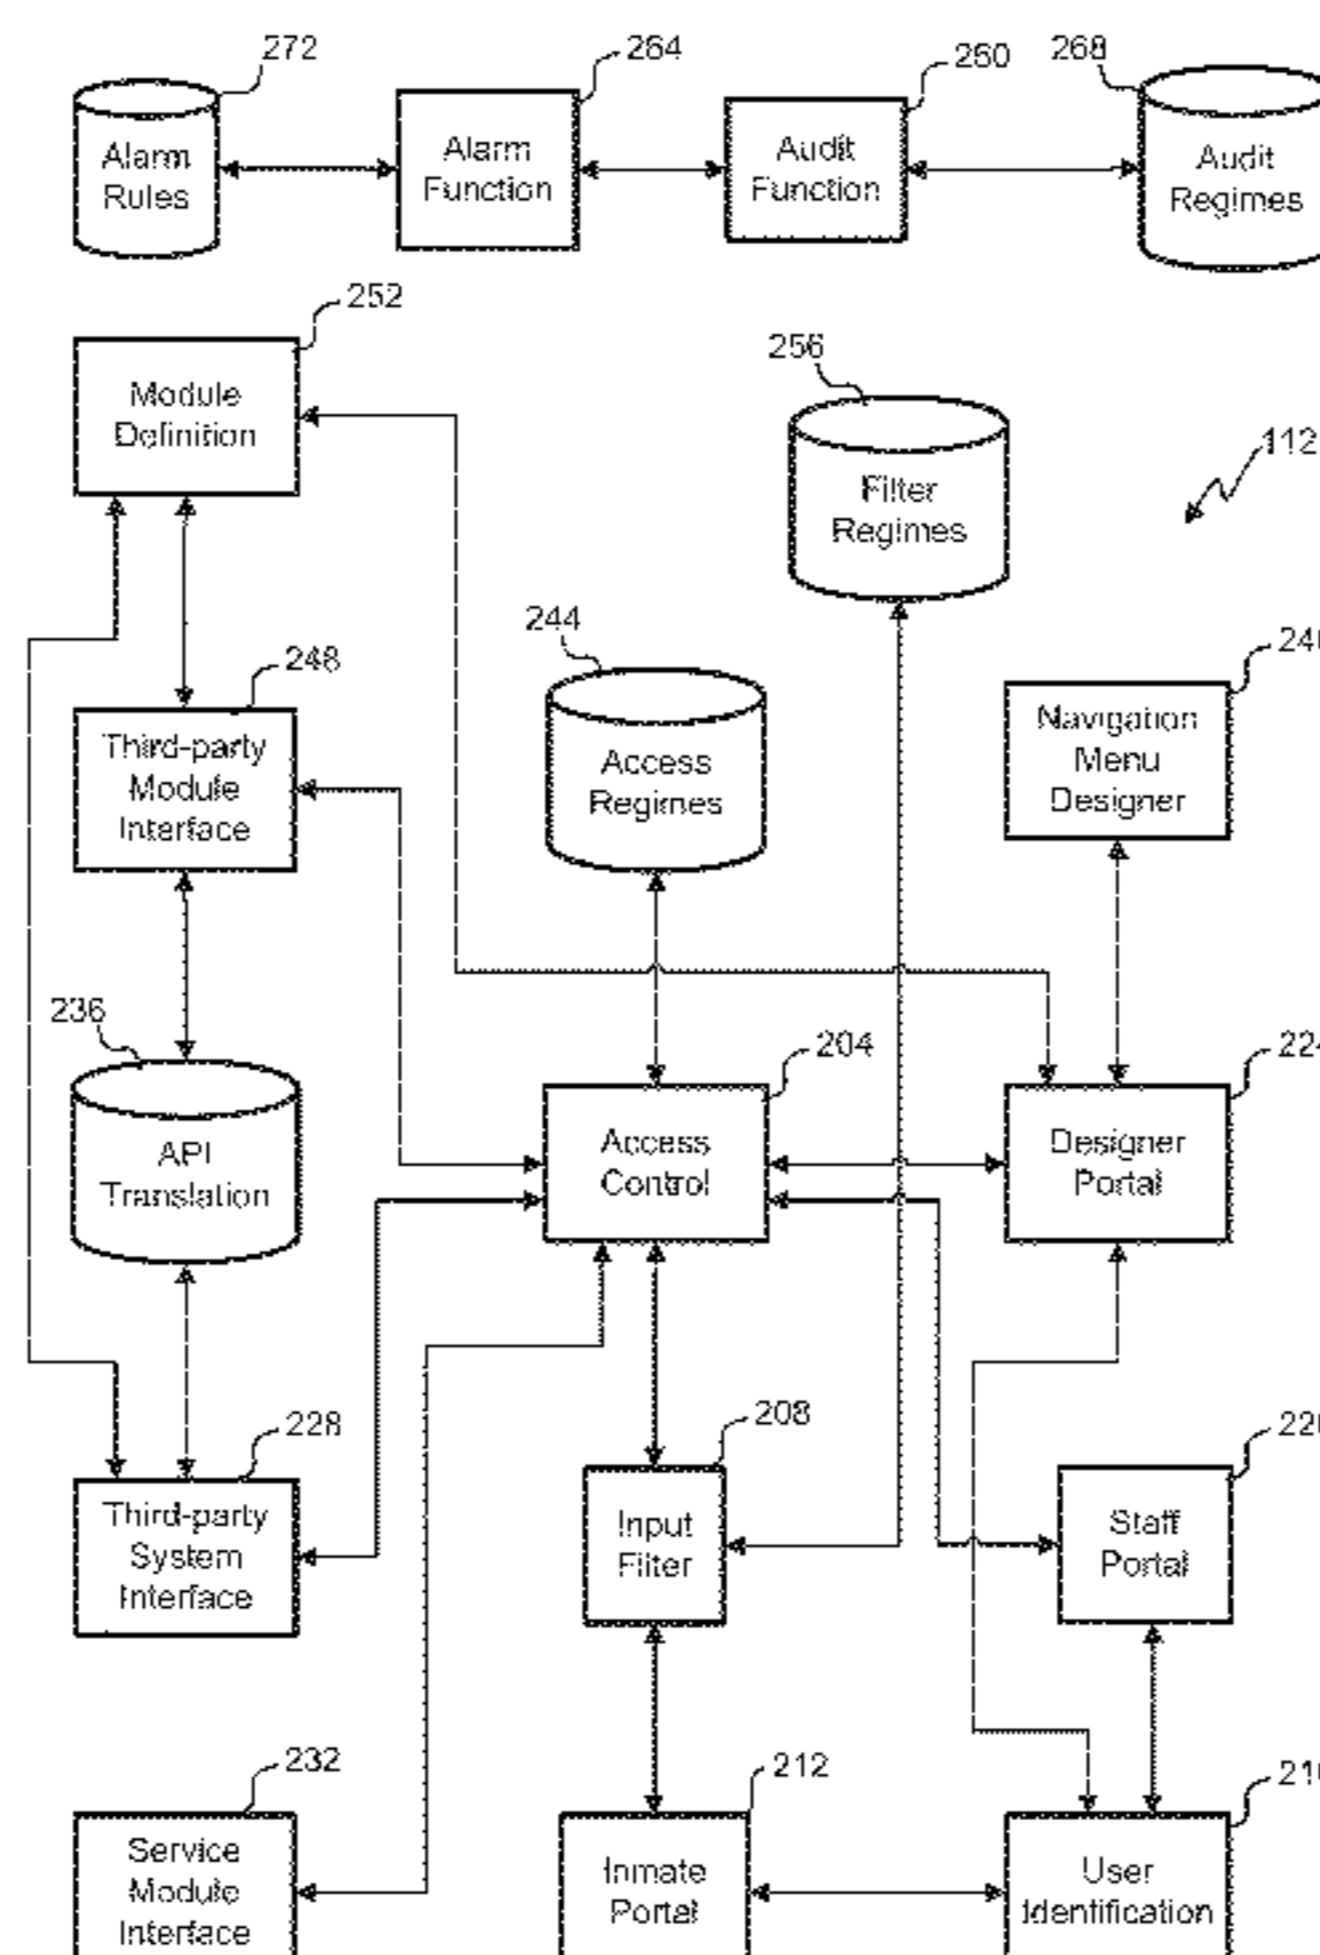 272
264
260
268
Alarm
Rules
Alarm
Function
Audit
Function
Audit
Regimes
252
256
Module
Definition
112
Filter
Regimes
244
248
Third-party
Module
Interface
Access
Regimes
Navigation
Menu
Designer
236
204
224
API
Translation
Access
Control
Designer
Portal
228
208
Third-party
System
Interface
Input
Filter
Staff
Portal
232
212
Service
Module
Interface
Inmate
Portal
User
Identification